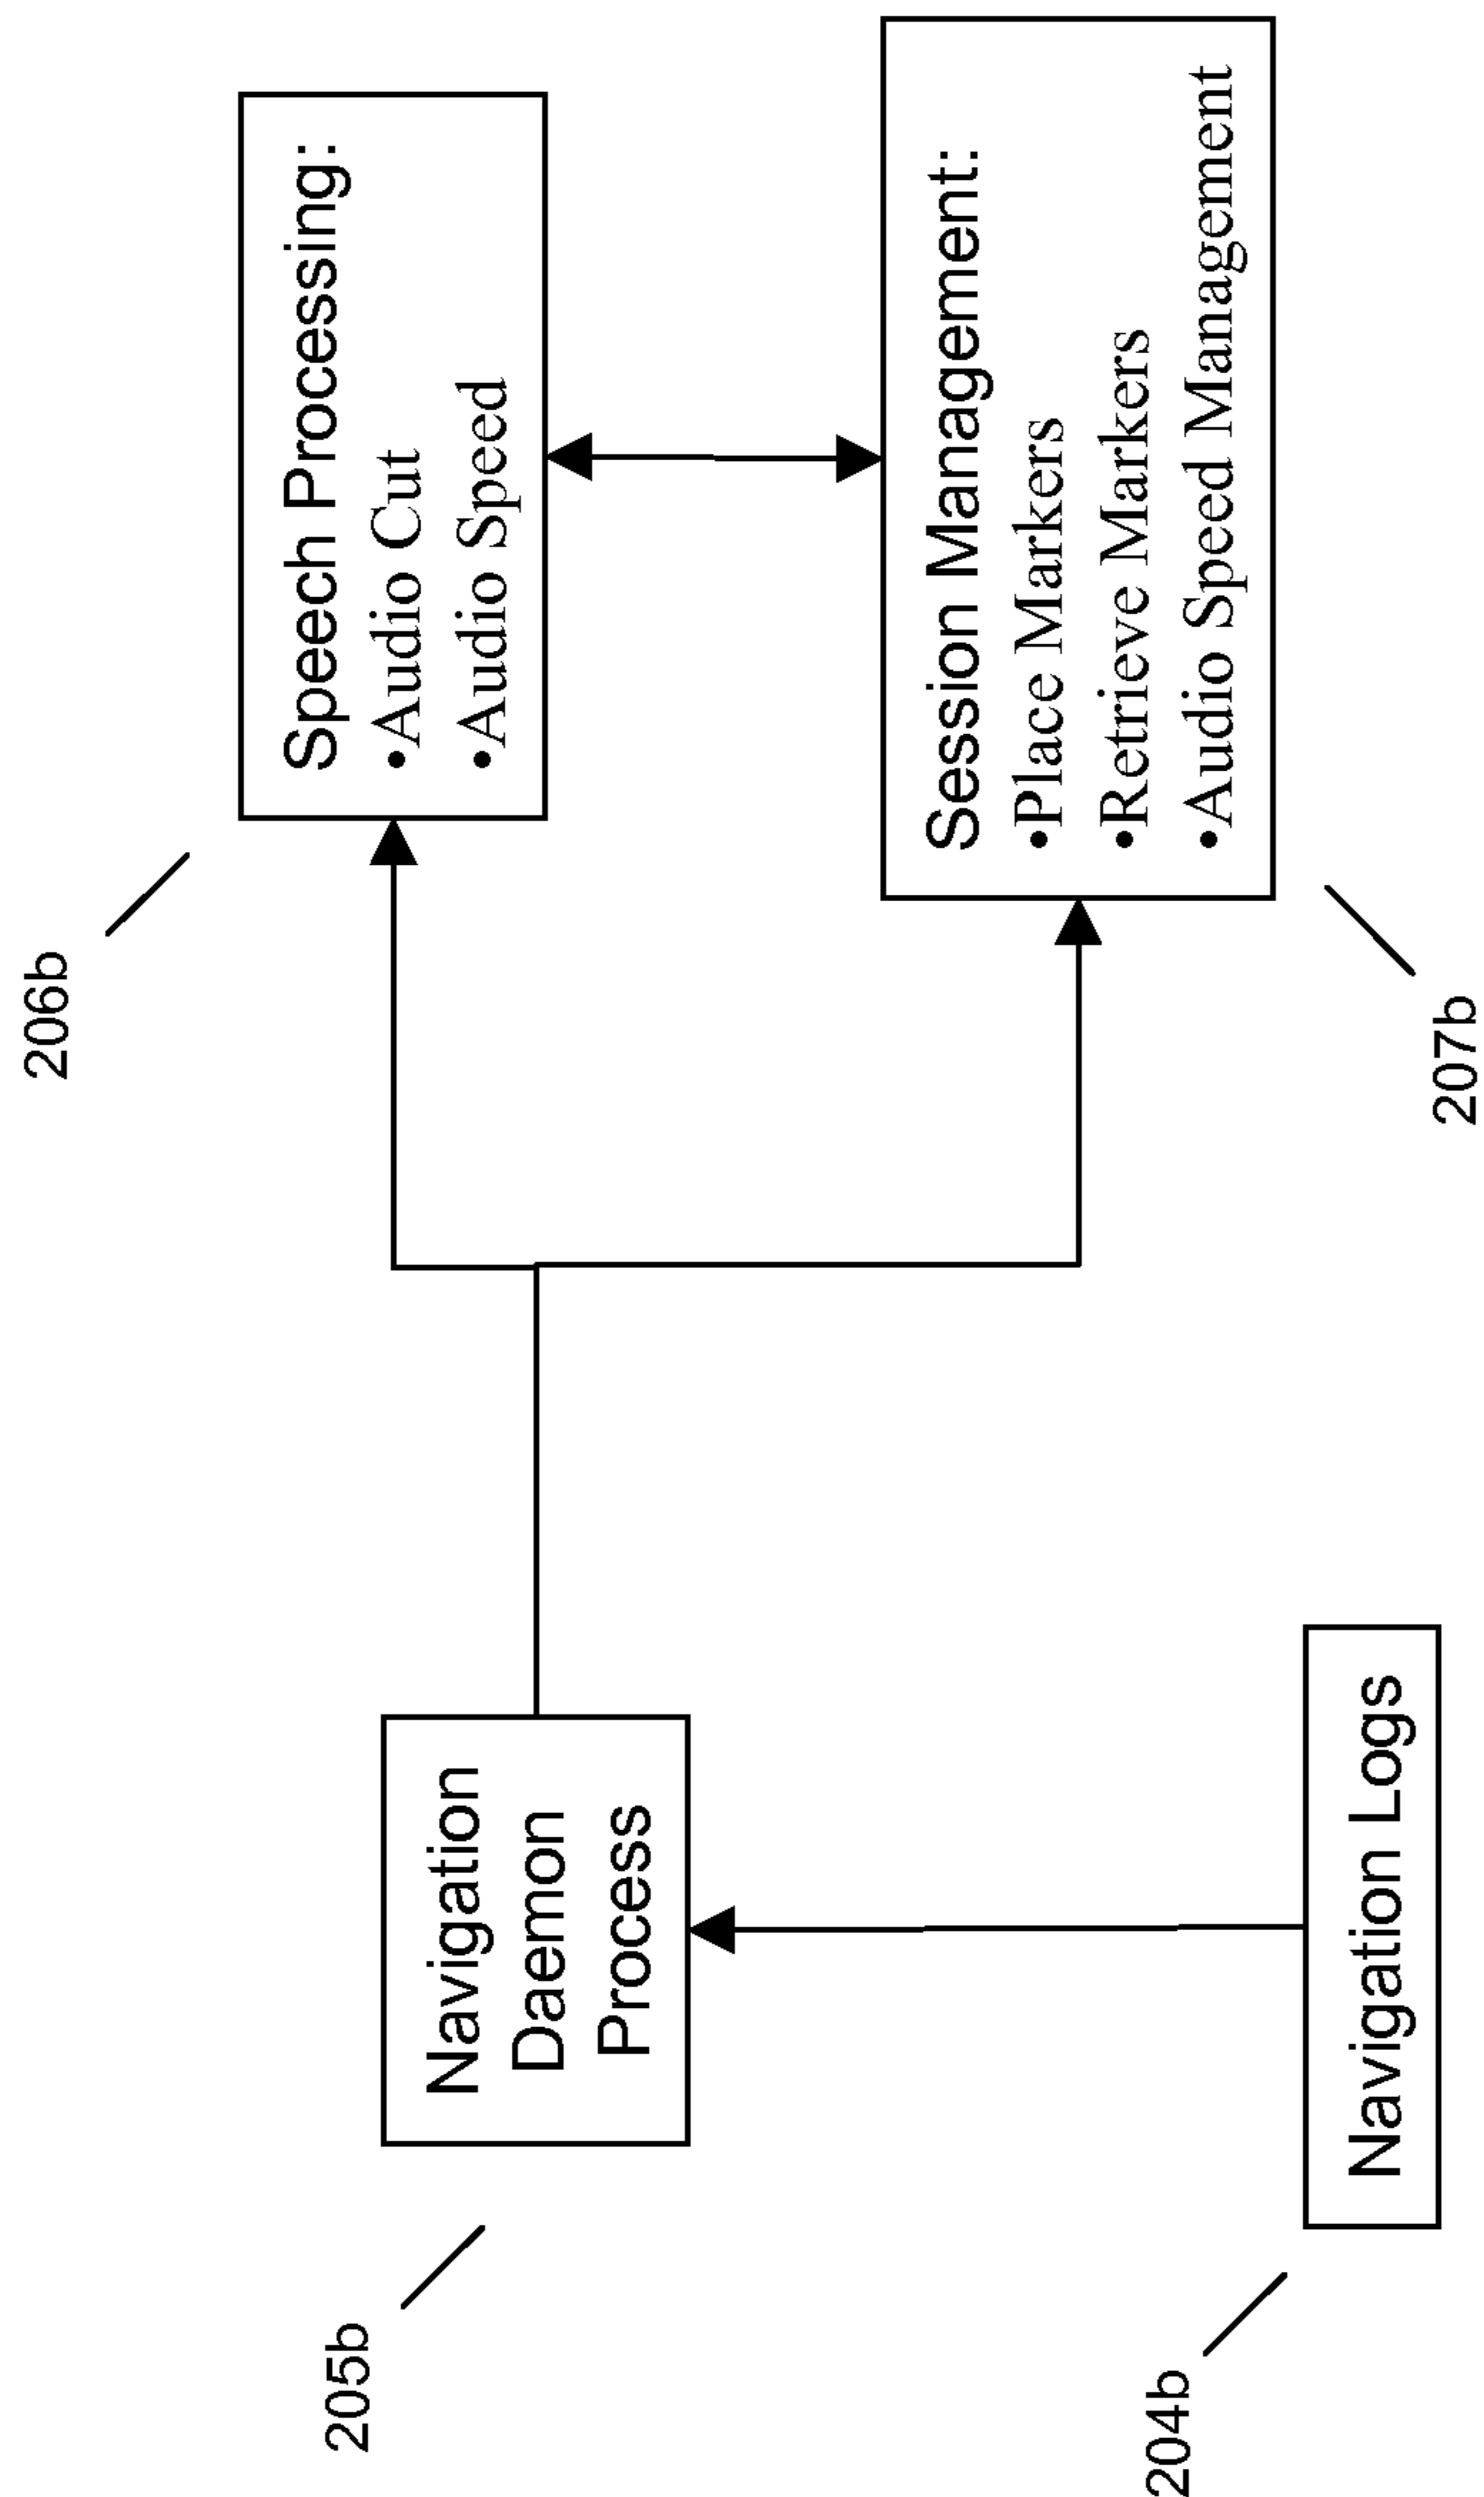 206b
Speech Processing:
•Audio Cut
•Audio Speed
205b
Navigation
Daemon
Process
Session Management:
•Place Markers
•Retrieve Markers
•Audio Speed Management
207b
204b
Navigation Logs